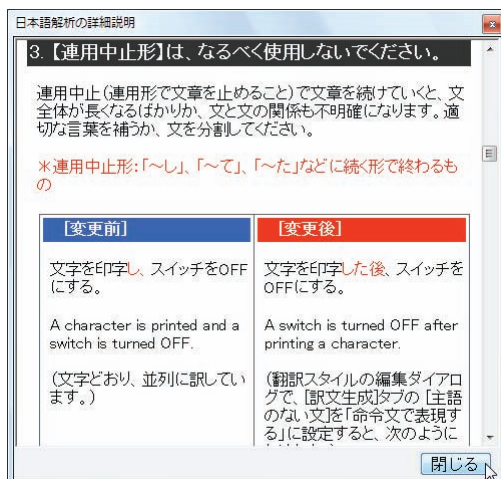 日本語解析の詳細説明
3. 【連用中止形】は、なるべく使用しないでください。
連用中止（連用形で文章を止めること）で文章を続けていくと、文
全体が長くなるばかりか、文と文の関係も不明確になります。適
切な言葉を補うか、文を分割してください。
＊連用中止形：「～し」、「～て」、「～た」などに続く形で終わるも
の
［変更前］
文字を印字し、スイッチをOFF
にする。
A character is printed and a
switch is turned OFF.
（文字どおり、並列に訳してい
ます。）
［変更後］
文字を印字した後、スイッチを
OFFにする。
A switch is turned OFF after
printing a character.
（翻訳スタイルの編集ダイアロ
グで、［訳文生成］タブの ［主語
のない文］を「命令文で表現す
る」に設定すると、次のように
閉じる